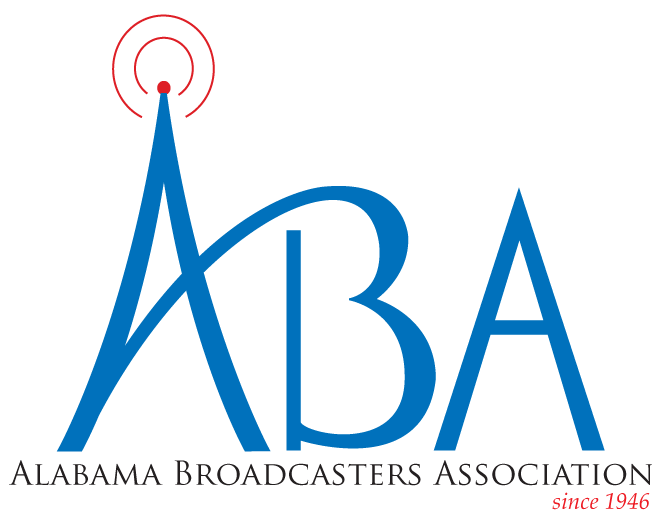 ABA
ALABAMA BROADCASTERS ASSOCIATION
since 1946